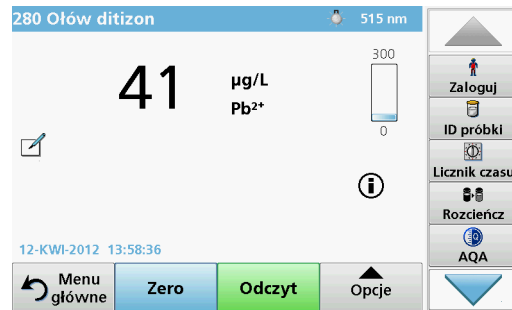 280 Ołów ditizon
515 nm
300
41
µg/L
Pb²⁺
0
12-KWI-2012 13:58:36
Menu
główne
Zero
Odczyt
Opcje
Zaloguj
ID próbki
Licznik czasu
Rozcieńcz
AQA